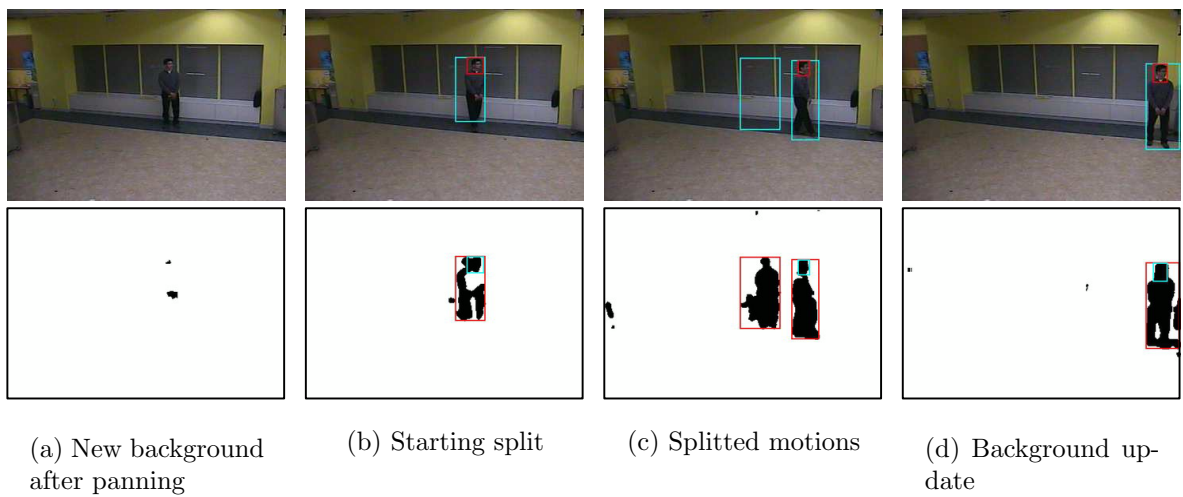 (a) New background
after panning
(b) Starting split
(c) Splitted motions
(d) Background up-
date